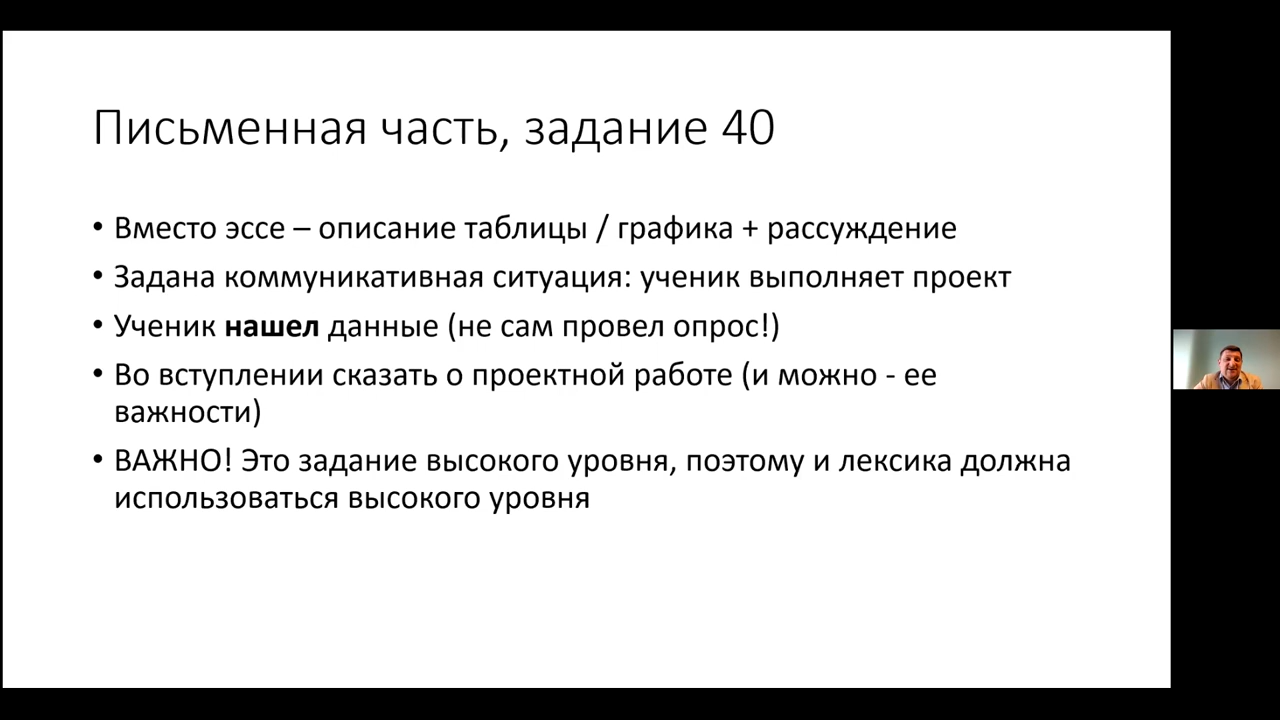 Письменная часть, задание 40
• Вместо эссе – описание таблицы / графика + рассуждение
• Задана коммуникативная ситуация: ученик выполняет проект
• Ученик нашел данные (не сам провел опрос!)
• Во вступлении сказать о проектной работе (и можно - ее
важности)
• ВАЖНО! Это задание высокого уровня, поэтому и лексика должна
использоваться высокого уровня